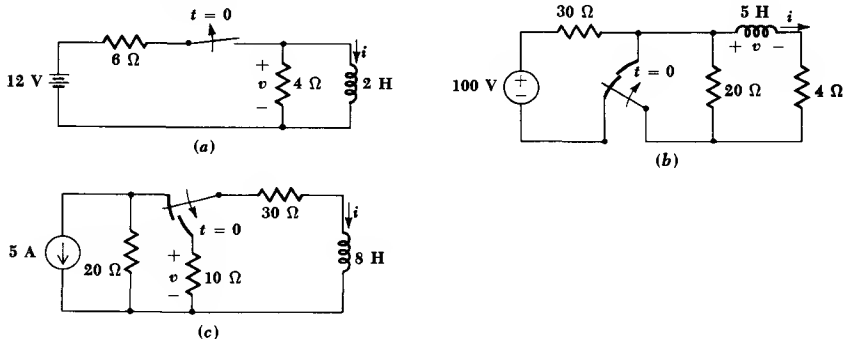 t = 0
6 Ω
12 V
+
v
−
4 Ω
i
2 H
(a)
30 Ω
5 H
i
+ v −
100 V
+
−
t = 0
20 Ω
4 Ω
(b)
5 A
20 Ω
t = 0
+
v
−
10 Ω
30 Ω
i
8 H
(c)